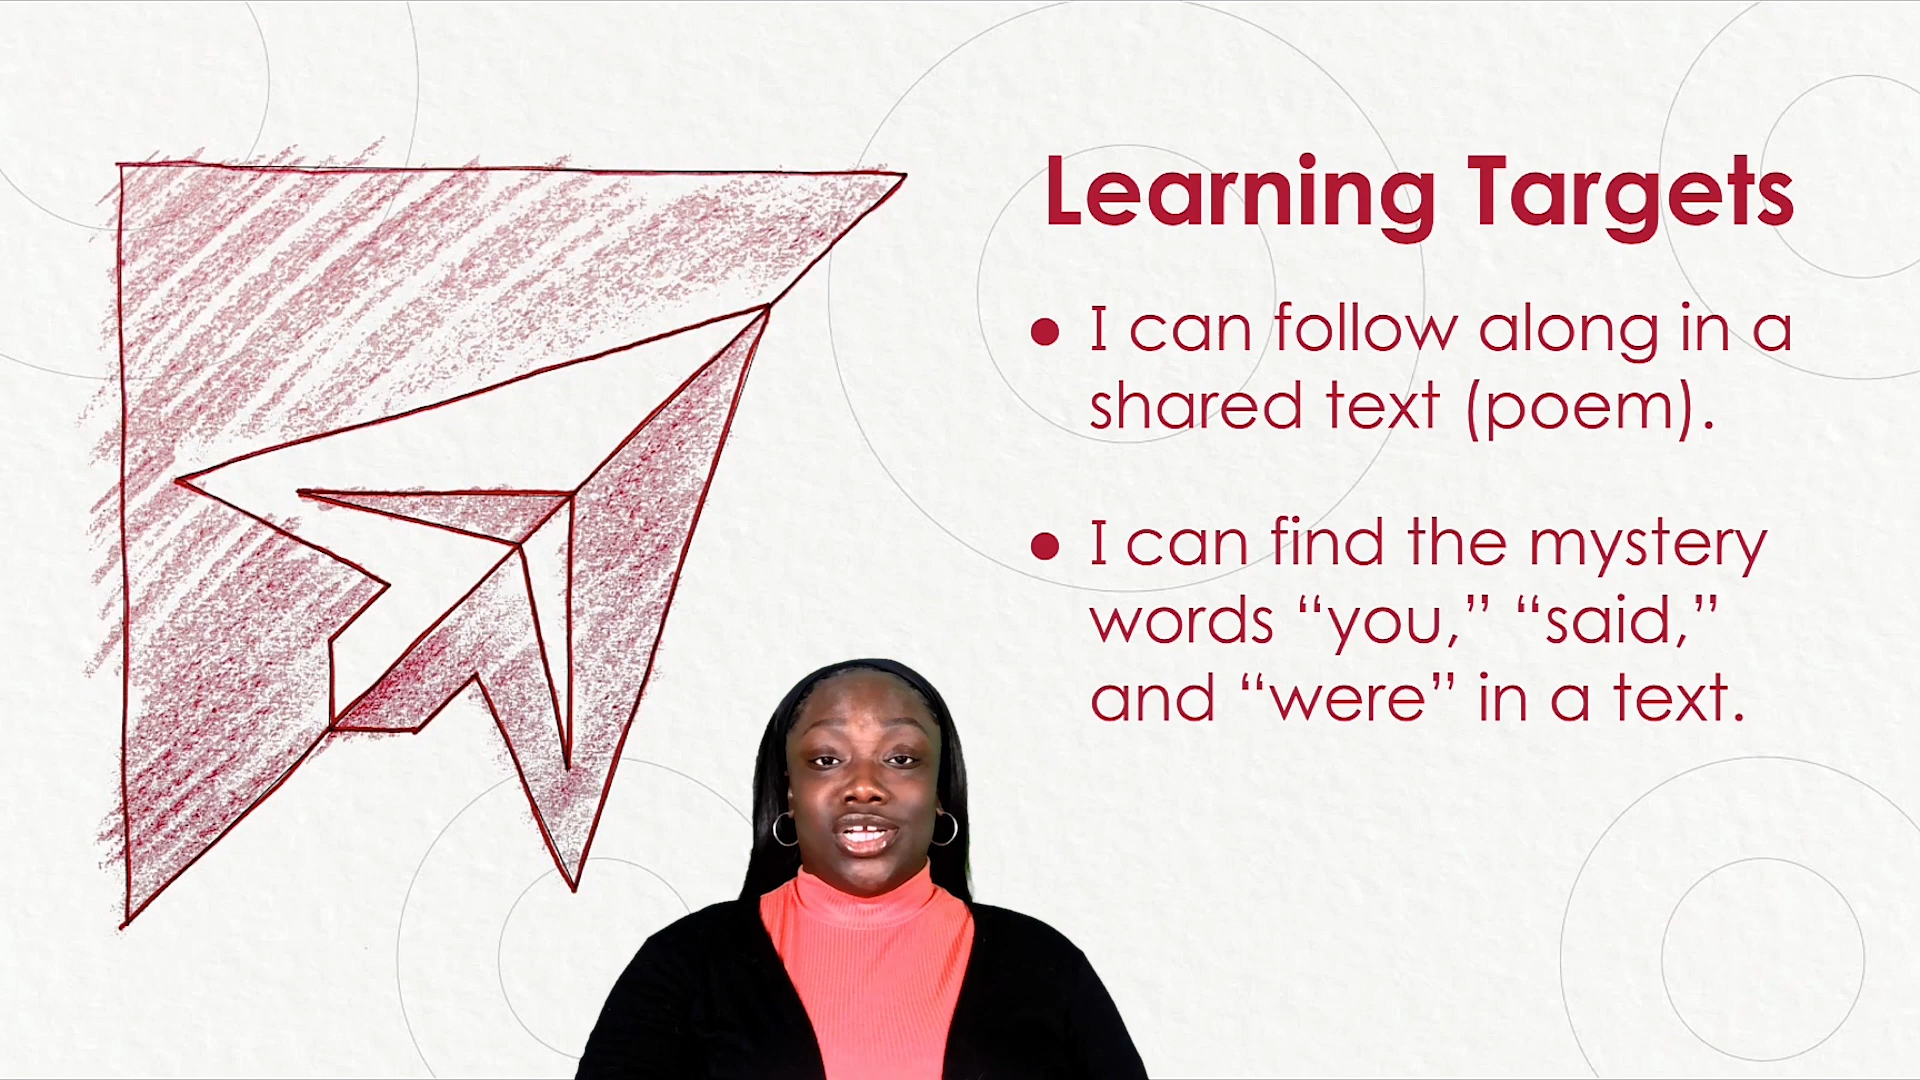 Learning Targets
• I can follow along in a
shared text (poem).
• I can find the mystery
words “you,” “said,”
and “were” in a text.